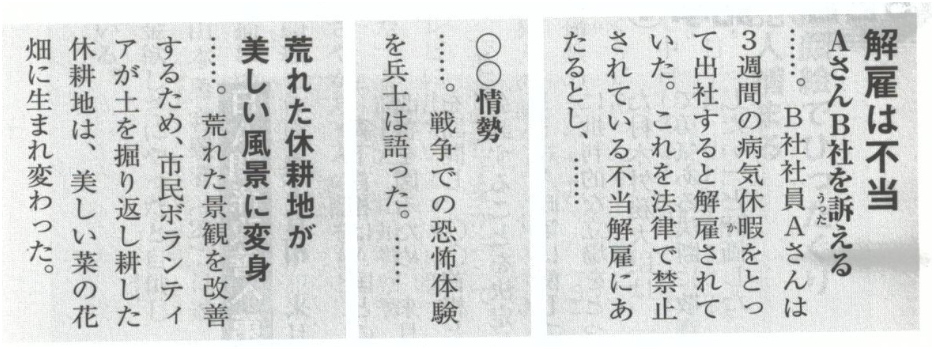 解雇は不当
AさんB社を訴える
……。B社社員Aさんは
3週間の病気休暇をとっ
て出社すると解雇されて
いた。これを法律で禁止
されている不当解雇にあ
たるとし、……
〇〇情勢
……。戦争での恐怖体験
を兵士は語った。……
荒れた休耕地が
美しい風景に変身
……。荒れた景観を改善
するため、市民ボランティ
アが土を掘り返し耕した
休耕地は、美しい菜の花
畑に生まれ変わった。